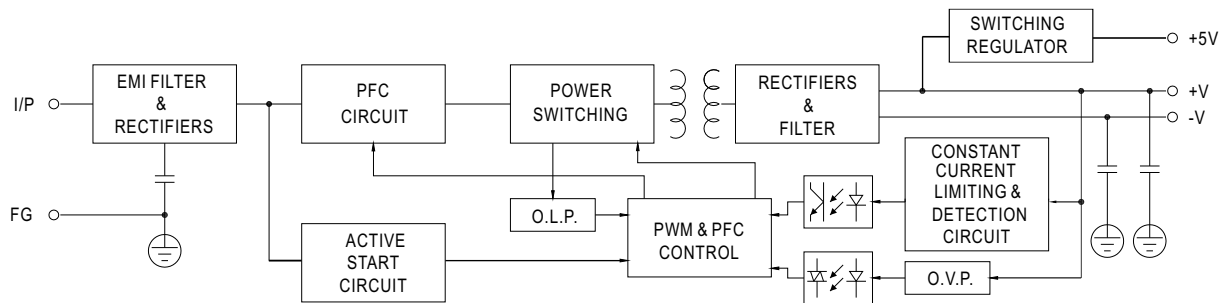 SWITCHING
REGULATOR
+5V
I/P
EMI FILTER
&
RECTIFIERS
PFC
CIRCUIT
POWER
SWITCHING
RECTIFIERS
&
FILTER
+V
-V
FG
O.L.P.
PWM & PFC
CONTROL
CONSTANT
CURRENT
LIMITING &
DETECTION
CIRCUIT
ACTIVE
START
CIRCUIT
O.V.P.